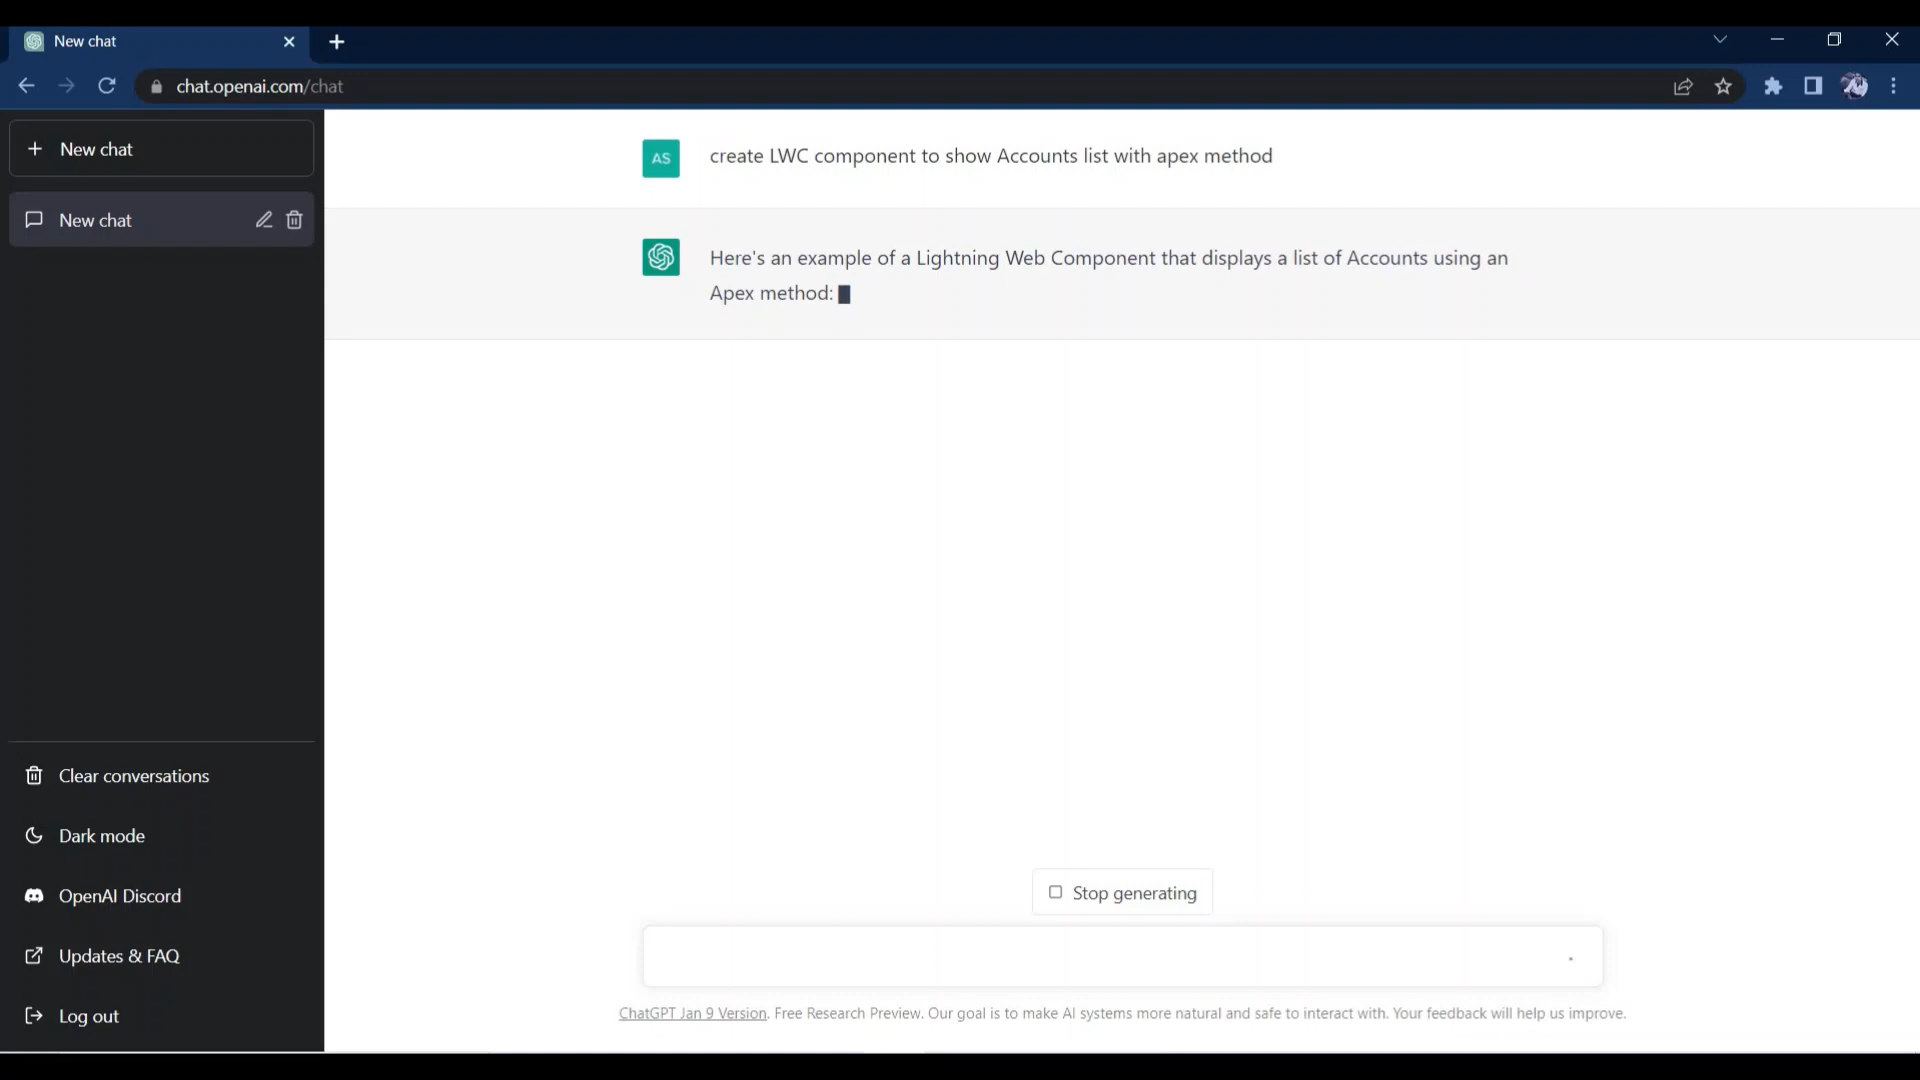 New chat
chat.openai.com/chat
New chat
New chat
Clear conversations
Dark mode
OpenAI Discord
Updates & FAQ
Log out
AS
create LWC component to show Accounts list with apex method
Here's an example of a Lightning Web Component that displays a list of Accounts using an
Apex method:
Stop generating
ChatGPT Jan 9 Version. Free Research Preview. Our goal is to make AI systems more natural and safe to interact with. Your feedback will help us improve.